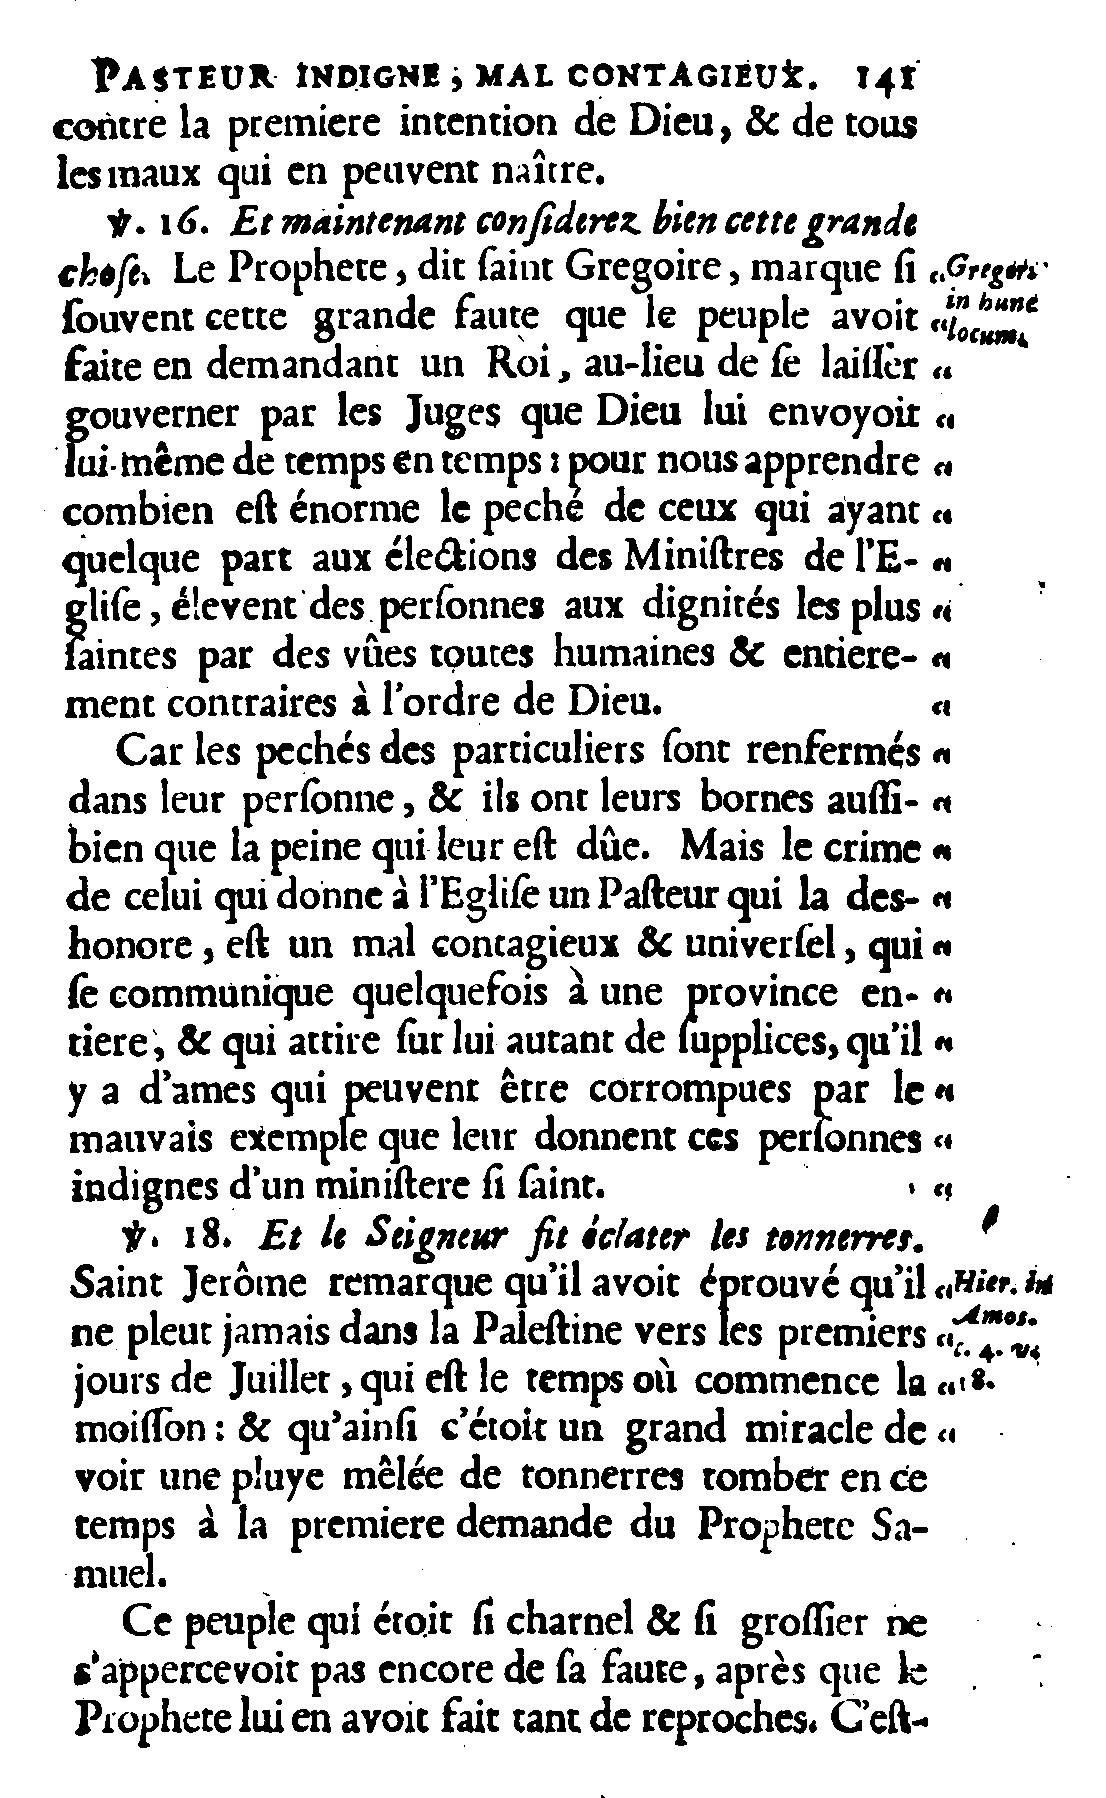 PASTEUR INDIGNE ; MAL CONTAGIEUX. 141
contre la premiere intention de Dieu, & de tous
les maux qui en peuvent naître.
℣. 16. Et maintenant conſiderez bien cette grande
choſe. Le Prophete, dit ſaint Gregoire, marque ſi “ Gregor.
ſouvent cette grande faute que le peuple avoit “ in hunc locum.
faite en demandant un Roi, au-lieu de ſe laiſſer “
gouverner par les Juges que Dieu lui envoyoit “
lui-même de temps en temps : pour nous apprendre “
combien eſt énorme le peché de ceux qui ayant “
quelque part aux élections des Miniſtres de l'E- “
gliſe, élevent des perſonnes aux dignités les plus “
ſaintes par des vûes toutes humaines & entiere- “
ment contraires à l'ordre de Dieu. “
Car les pechés des particuliers ſont renfermés “
dans leur perſonne, & ils ont leurs bornes auſſi- “
bien que la peine qui leur eſt dûe. Mais le crime “
de celui qui donne à l'Egliſe un Paſteur qui la des- “
honore, eſt un mal contagieux & univerſel, qui “
ſe communique quelquefois à une province en- “
tiere, & qui attire ſur lui autant de ſupplices, qu'il “
y a d'ames qui peuvent être corrompues par le “
mauvais exemple que leur donnent ces perſonnes “
indignes d'un miniſtere ſi ſaint. “
℣. 18. Et le Seigneur fit éclater les tonnerres.
Saint Jerôme remarque qu'il avoit éprouvé qu'il “ Hier. in
ne pleut jamais dans la Paleſtine vers les premiers “ Amos. c. 4. v.
jours de Juillet, qui eſt le temps où commence la “ 18.
moiſſon : & qu'ainſi c'étoit un grand miracle de “
voir une pluye mêlée de tonnerres tomber en ce
temps à la premiere demande du Prophete Sa-
muel.
Ce peuple qui étoit ſi charnel & ſi groſſier ne
s'appercevoit pas encore de ſa faute, après que le
Prophete lui en avoit fait tant de reproches. C'eſt-